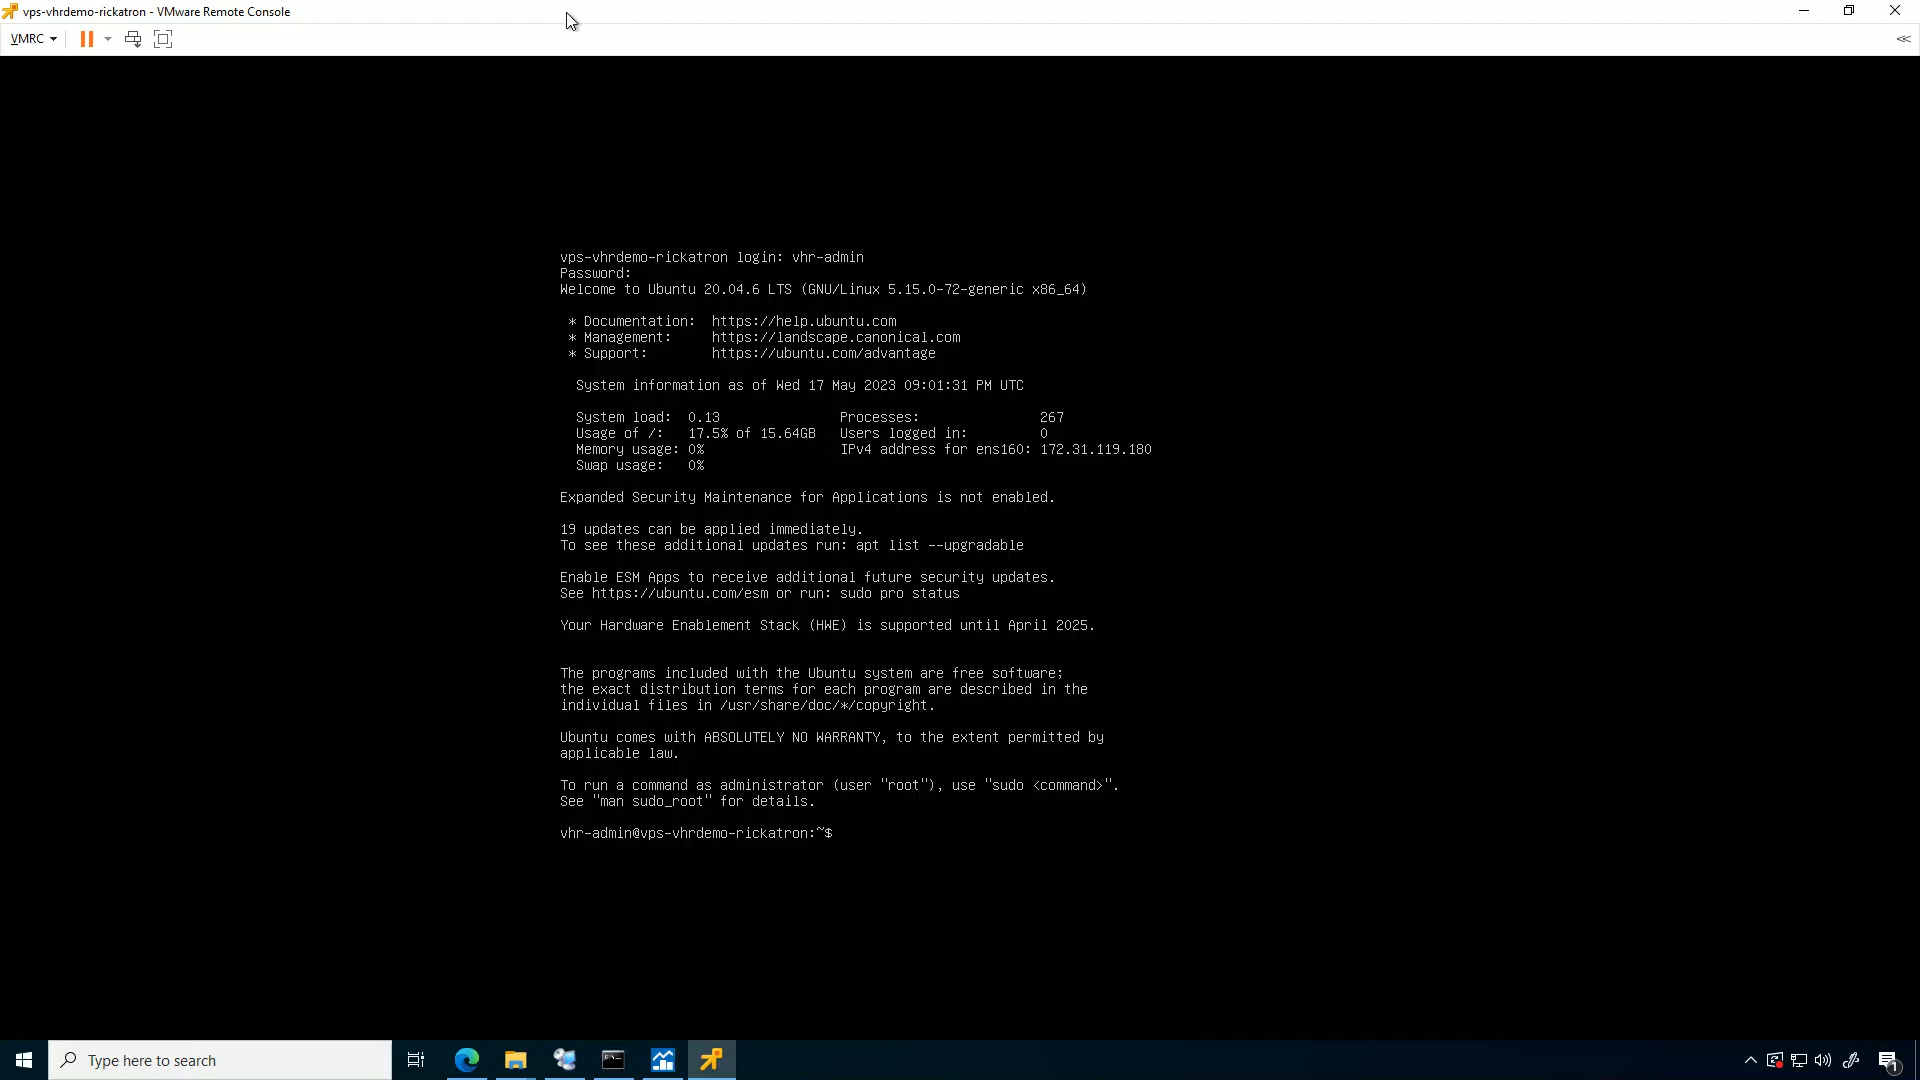 vps-vhrdemo-rickatron - VMware Remote Console
VMRC
vps-vhrdemo-rickatron login: vhr-admin
Password:
Welcome to Ubuntu 20.04.6 LTS (GNU/Linux 5.15.0-72-generic x86_64)
* Documentation:  https://help.ubuntu.com
* Management:     https://landscape.canonical.com
* Support:        https://ubuntu.com/advantage
System information as of Wed 17 May 2023 09:01:31 PM UTC
System load:  0.13               Processes:               267
Usage of /:   17.5% of 15.64GB   Users logged in:         0
Memory usage: 0%                 IPv4 address for ens160: 172.31.119.180
Swap usage:   0%
Expanded Security Maintenance for Applications is not enabled.
19 updates can be applied immediately.
To see these additional updates run: apt list --upgradable
Enable ESM Apps to receive additional future security updates.
See https://ubuntu.com/esm or run: sudo pro status
Your Hardware Enablement Stack (HWE) is supported until April 2025.
The programs included with the Ubuntu system are free software;
the exact distribution terms for each program are described in the
individual files in /usr/share/doc/*/copyright.
Ubuntu comes with ABSOLUTELY NO WARRANTY, to the extent permitted by
applicable law.
To run a command as administrator (user "root"), use "sudo <command>".
See "man sudo_root" for details.
vhr-admin@vps-vhrdemo-rickatron:~$
Type here to search
1